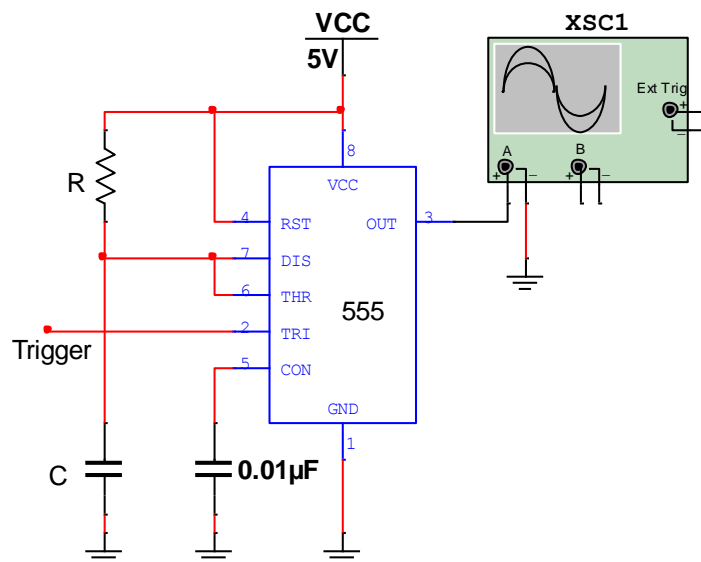 VCC
5V
XSC1
Ext Trig
+
_
A
B
+
_
+
_
R
8
VCC
4
RST
OUT
3
7
DIS
6
THR
555
2
TRI
Trigger
5
CON
GND
1
C
0.01µF